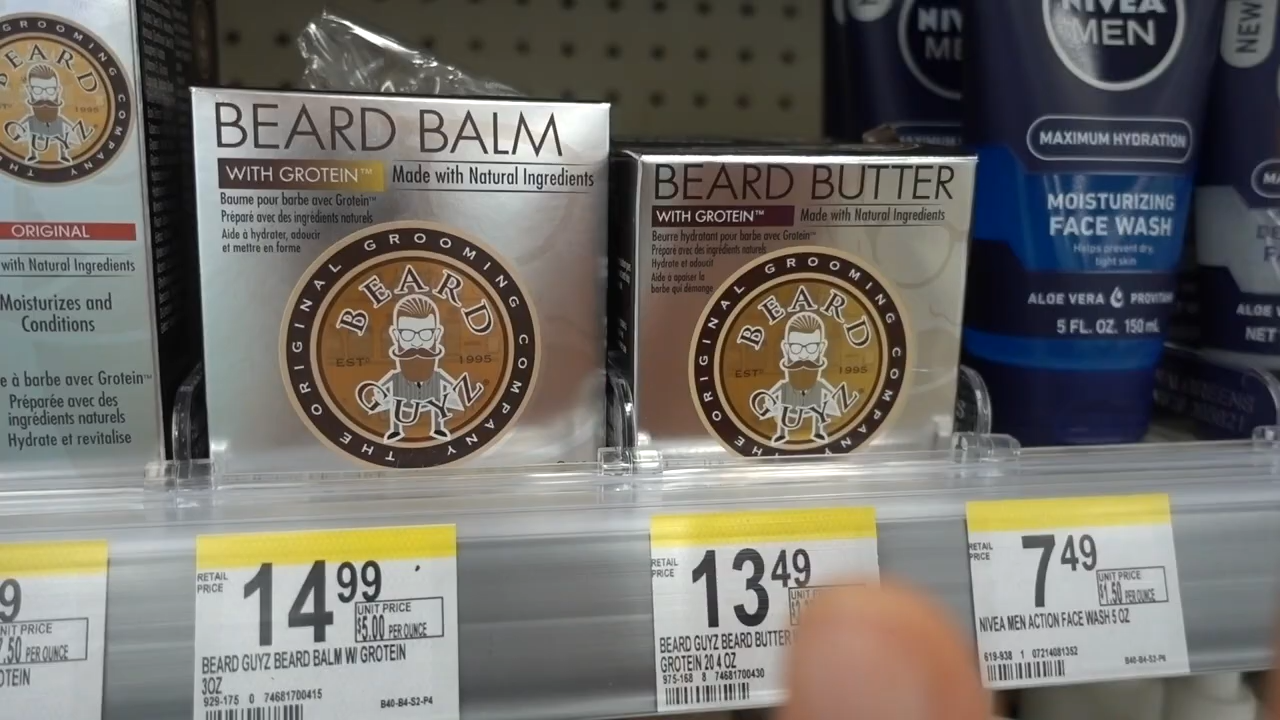 THE ORIGINAL GROOMING COMPANY
BEARD
1995
GUYZ
ORIGINAL
with Natural Ingredients
Moisturizes and
Conditions
e à barbe avec Grotein™
Préparée avec des
ingrédients naturels
Hydrate et revitalise
BEARD BALM
WITH GROTEIN™ Made with Natural Ingredients
Baume pour barbe avec Grotein™
Préparé avec des ingrédients naturels
Aide à hydrater, adoucir
et mettre en forme
THE ORIGINAL GROOMING COMPANY
BEARD
EST° 1995
GUYZ
BEARD BUTTER
WITH GROTEIN™ Made with Natural Ingredients
Beurre hydratant pour barbe avec Grotein™
Préparé avec des ingrédients naturels
Hydrate et adoucit
Aide à apaiser la
barbe qui démange
THE ORIGINAL GROOMING COMPANY
BEARD
EST° 1995
GUYZ
NIVEA
MEN
MAXIMUM HYDRATION
MOISTURIZING
FACE WASH
Helps prevent dry,
tight skin
ALOE VERA
5 FL. OZ. 150 mL
NEW
9
UNIT PRICE
7.50 PER OUNCE
OTEIN
RETAIL
PRICE
14 99
UNIT PRICE
$5.00 PER OUNCE
BEARD GUYZ BEARD BALM W/ GROTEIN
3OZ
929-175 0 74681700415
B40-B4-S2-P4
RETAIL
PRICE
13 49
BEARD GUYZ BEARD BUTTER
GROTEIN 20 4 OZ
975-168 8 74681700430
RETAIL
PRICE
7 49
UNIT PRICE
$1.50 PER OUNCE
NIVEA MEN ACTION FACE WASH 5 OZ
619-938 1 07214081352
B40-B4-S3-P6